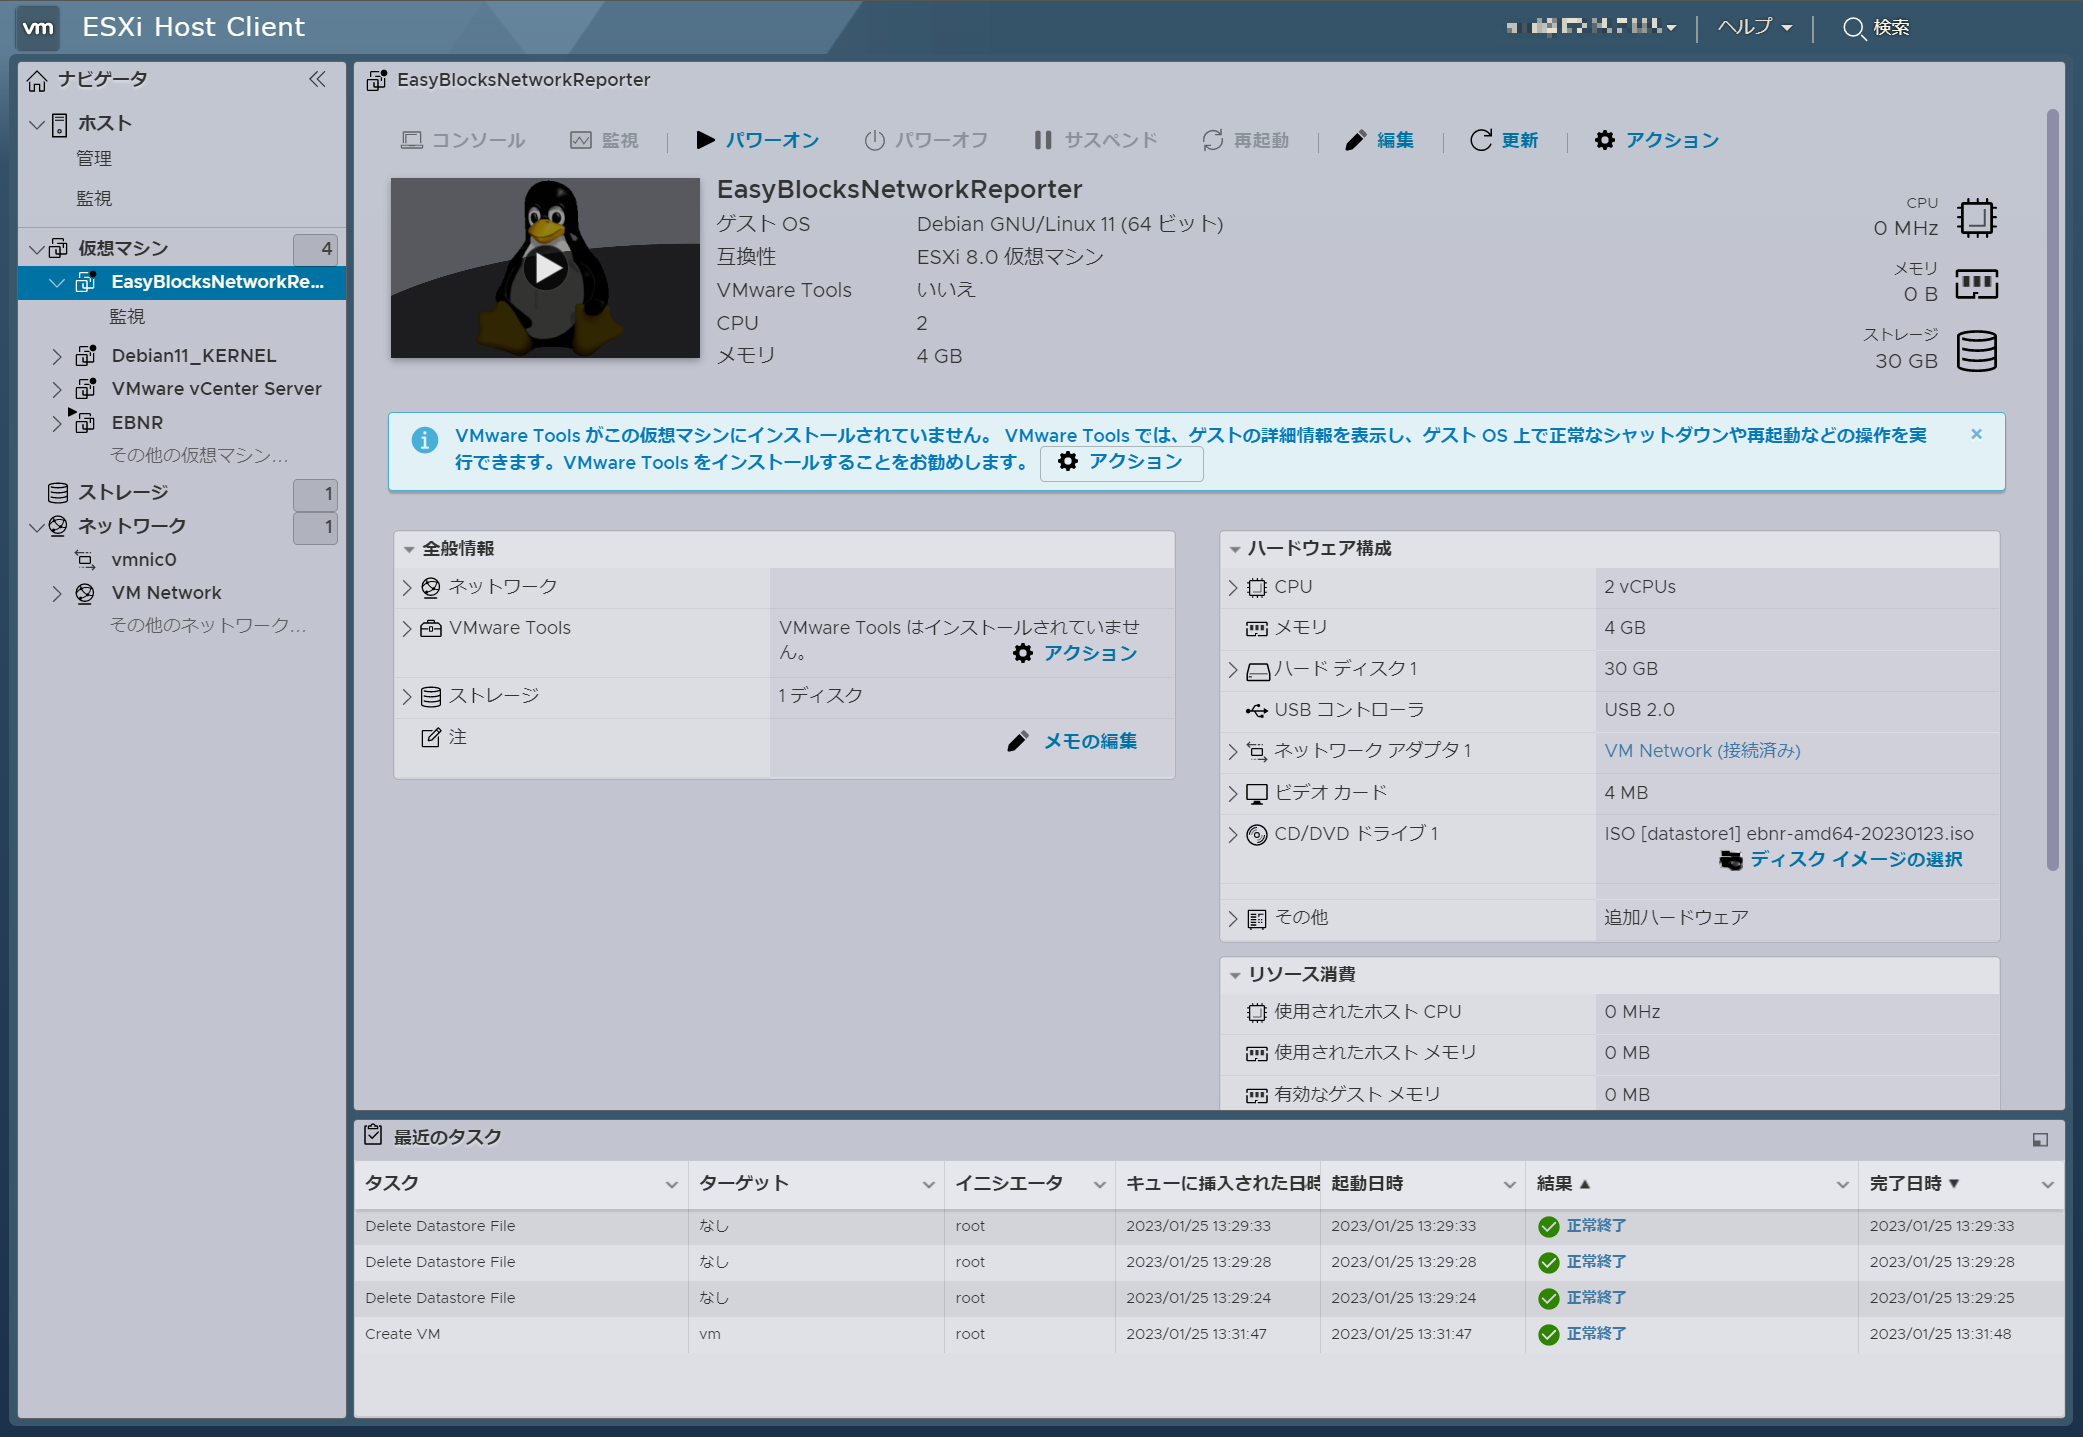 vm ESXi Host Client
ヘルプ
検索
ナビゲータ
ホスト
管理
監視
仮想マシン 4
EasyBlocksNetworkRe...
監視
Debian11_KERNEL
VMware vCenter Server
EBNR
その他の仮想マシン...
ストレージ 1
ネットワーク 1
vmnic0
VM Network
その他のネットワーク...
EasyBlocksNetworkReporter
コンソール 監視 パワーオン パワーオフ サスペンド 再起動 編集 更新 アクション
EasyBlocksNetworkReporter
ゲスト OS Debian GNU/Linux 11 (64 ビット)
互換性 ESXi 8.0 仮想マシン
VMware Tools いいえ
CPU 2
メモリ 4 GB
CPU
0 MHz
メモリ
0 B
ストレージ
30 GB
VMware Tools がこの仮想マシンにインストールされていません。 VMware Tools では、ゲストの詳細情報を表示し、ゲスト OS 上で正常なシャットダウンや再起動などの操作を実
行できます。VMware Tools をインストールすることをお勧めします。 アクション
全般情報
ネットワーク
VMware Tools VMware Tools はインストールされていませ
ん。 アクション
ストレージ 1 ディスク
注 メモの編集
ハードウェア構成
CPU 2 vCPUs
メモリ 4 GB
ハード ディスク 1 30 GB
USB コントローラ USB 2.0
ネットワーク アダプタ 1 VM Network (接続済み)
ビデオ カード 4 MB
CD/DVD ドライブ 1 ISO [datastore1] ebnr-amd64-20230123.iso
ディスク イメージの選択
その他 追加ハードウェア
リソース消費
使用されたホスト CPU 0 MHz
使用されたホスト メモリ 0 MB
有効なゲスト メモリ 0 MB
最近のタスク
タスク ターゲット イニシエータ キューに挿入された日時 起動日時 結果 ▲ 完了日時 ▼
Delete Datastore File なし root 2023/01/25 13:29:33 2023/01/25 13:29:33 正常終了 2023/01/25 13:29:33
Delete Datastore File なし root 2023/01/25 13:29:28 2023/01/25 13:29:28 正常終了 2023/01/25 13:29:28
Delete Datastore File なし root 2023/01/25 13:29:24 2023/01/25 13:29:24 正常終了 2023/01/25 13:29:25
Create VM vm root 2023/01/25 13:31:47 2023/01/25 13:31:47 正常終了 2023/01/25 13:31:48